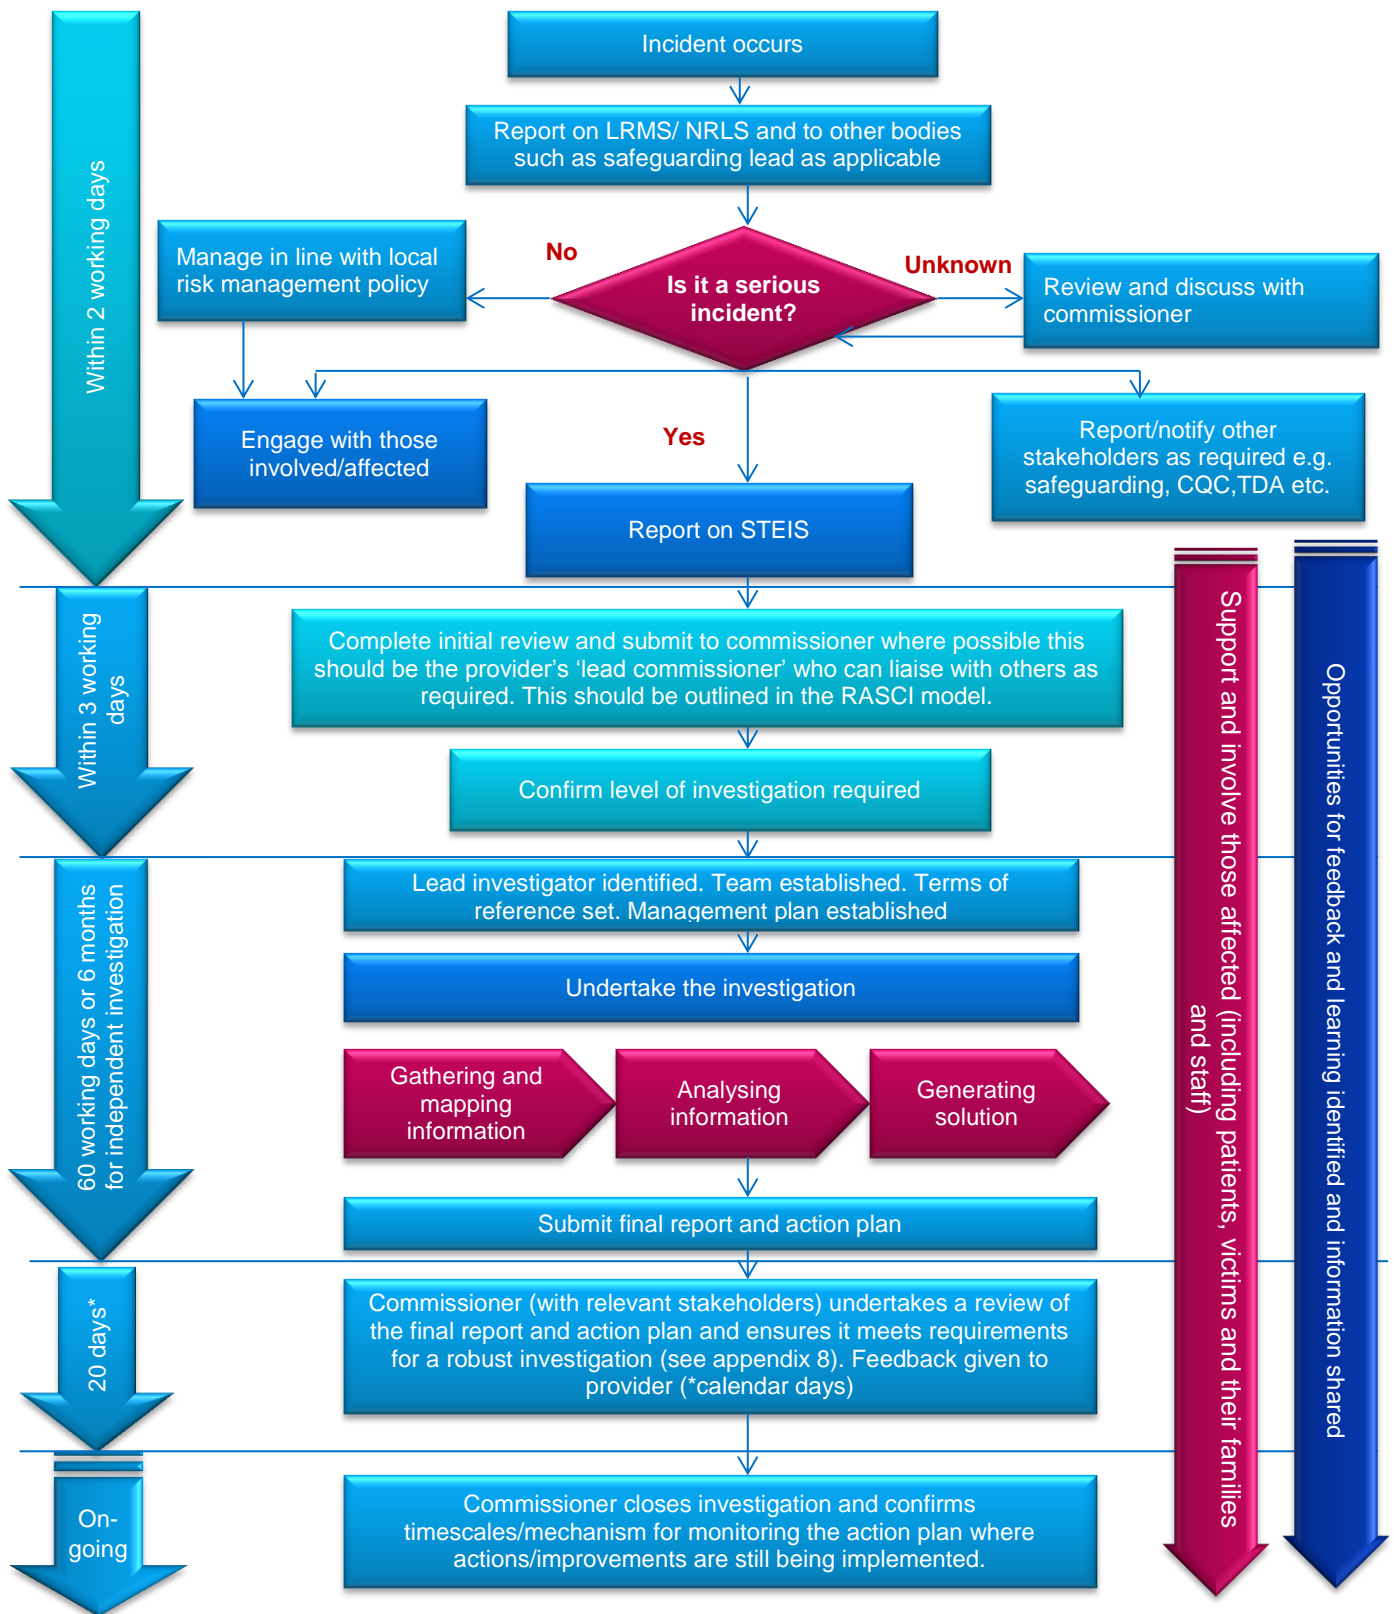 Incident occurs
Report on LRMS/ NRLS and to other bodies
such as safeguarding lead as applicable
Within 2 working days
Manage in line with local
risk management policy
No
Is it a serious
incident?
Unknown
Review and discuss with
commissioner
Engage with those
involved/affected
Yes
Report/notify other
stakeholders as required e.g.
safeguarding, CQC,TDA etc.
Report on STEIS
Within 3 working
days
Complete initial review and submit to commissioner where possible this
should be the provider's ‘lead commissioner’ who can liaise with others as
required. This should be outlined in the RASCI model.
Confirm level of investigation required
60 working days or 6 months
for independent investigation
Lead investigator identified. Team established. Terms of
reference set. Management plan established
Undertake the investigation
Gathering and
mapping
information
Analysing
information
Generating
solution
Submit final report and action plan
20 days*
Commissioner (with relevant stakeholders) undertakes a review of
the final report and action plan and ensures it meets requirements
for a robust investigation (see appendix 8). Feedback given to
provider (*calendar days)
On-
going
Commissioner closes investigation and confirms
timescales/mechanism for monitoring the action plan where
actions/improvements are still being implemented.
Support and involve those affected (including patients, victims and their families
and staff)
Opportunities for feedback and learning identified and information shared